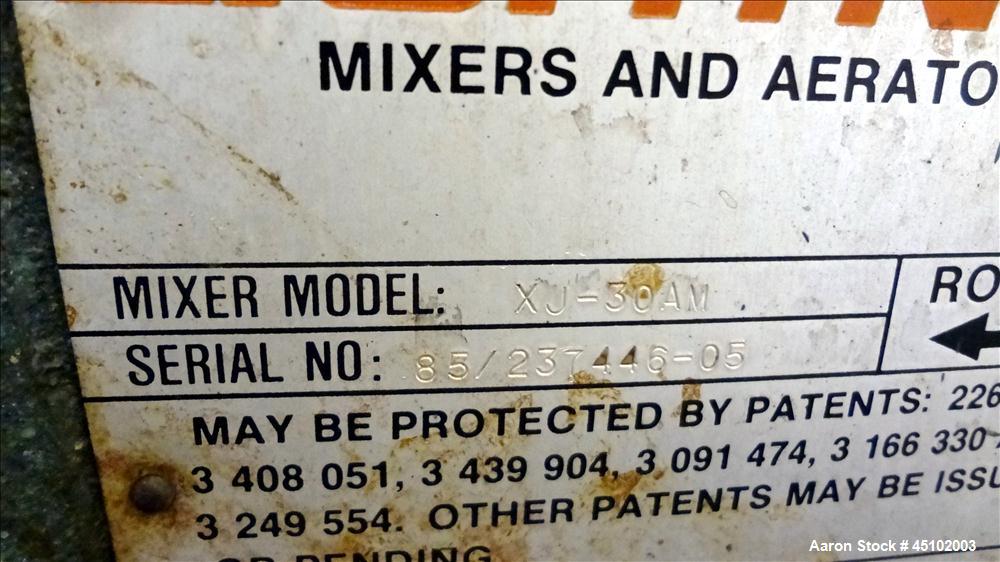 MIXERS AND AERATO
MIXER MODEL: XJ-30AM
RO
SERIAL NO: 85/237446-05
MAY BE PROTECTED BY PATENTS: 226
3 408 051, 3 439 904, 3 091 474, 3 166 330
3 249 554. OTHER PATENTS MAY BE ISSU
OR PENDING
Aaron Stock # 45102003